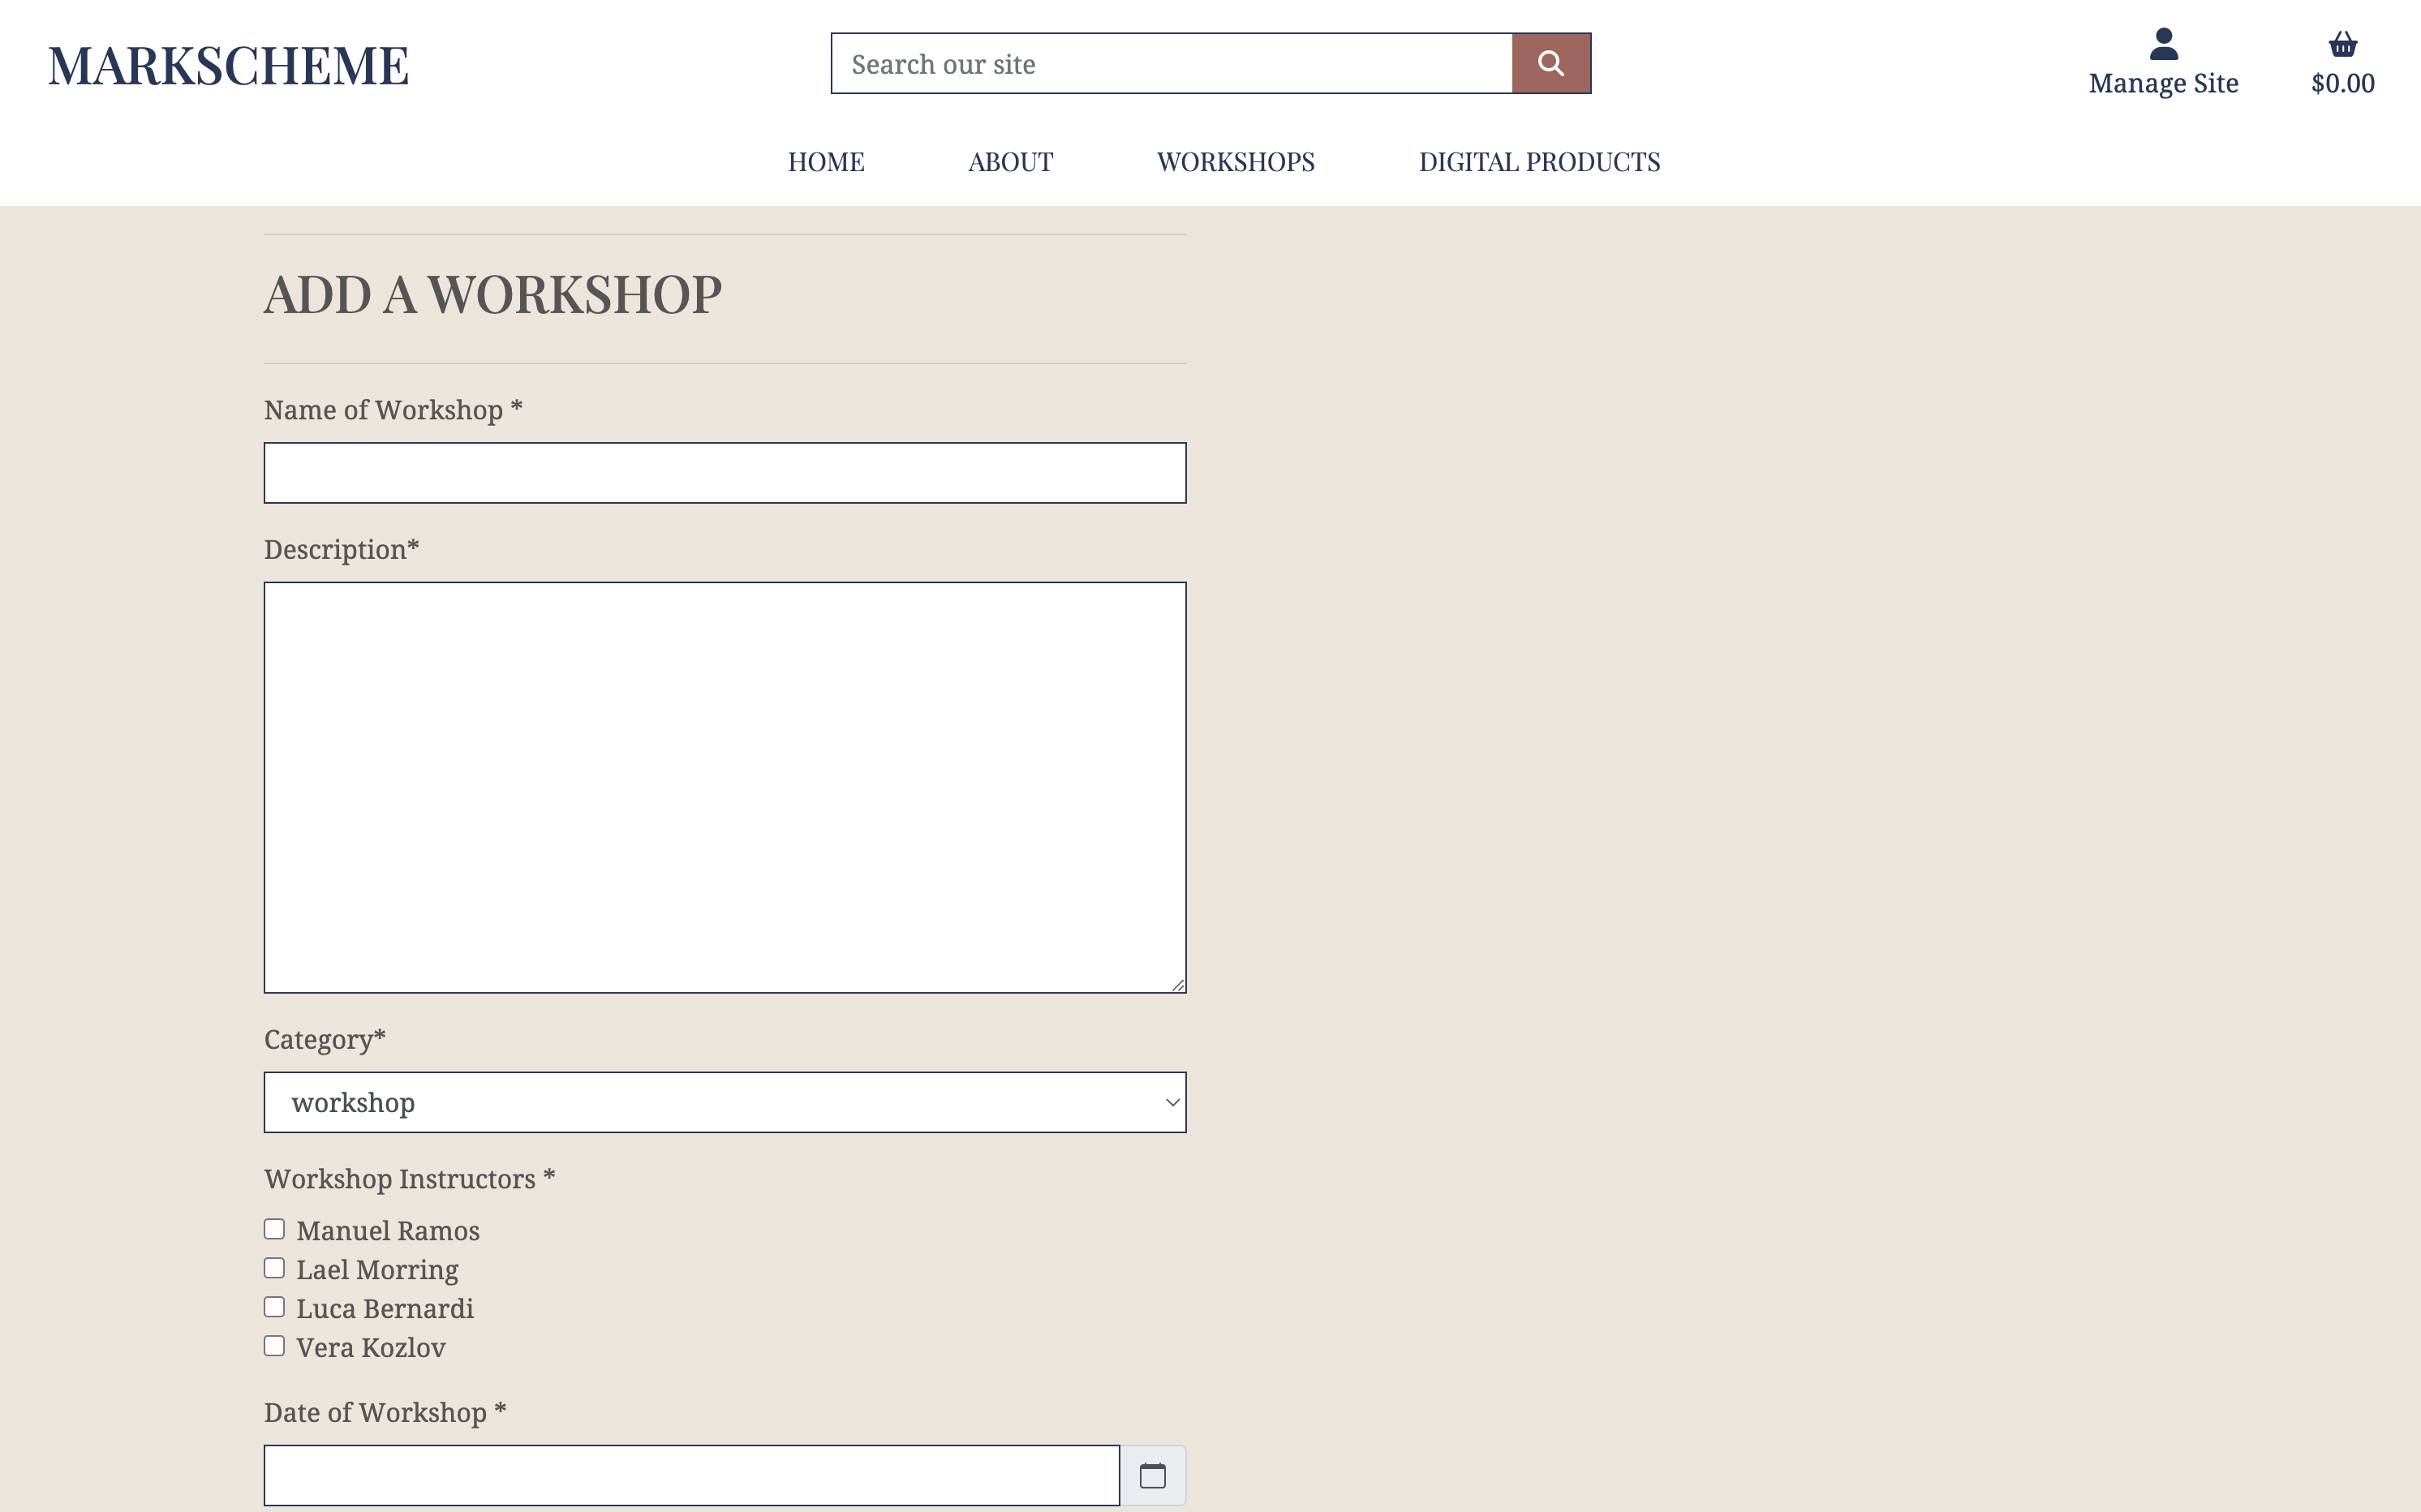 MARKSCHEME
Search our site
Manage Site
$0.00
HOME ABOUT WORKSHOPS DIGITAL PRODUCTS
ADD A WORKSHOP
Name of Workshop *
Description*
Category*
workshop
Workshop Instructors *
Manuel Ramos
Lael Morring
Luca Bernardi
Vera Kozlov
Date of Workshop *